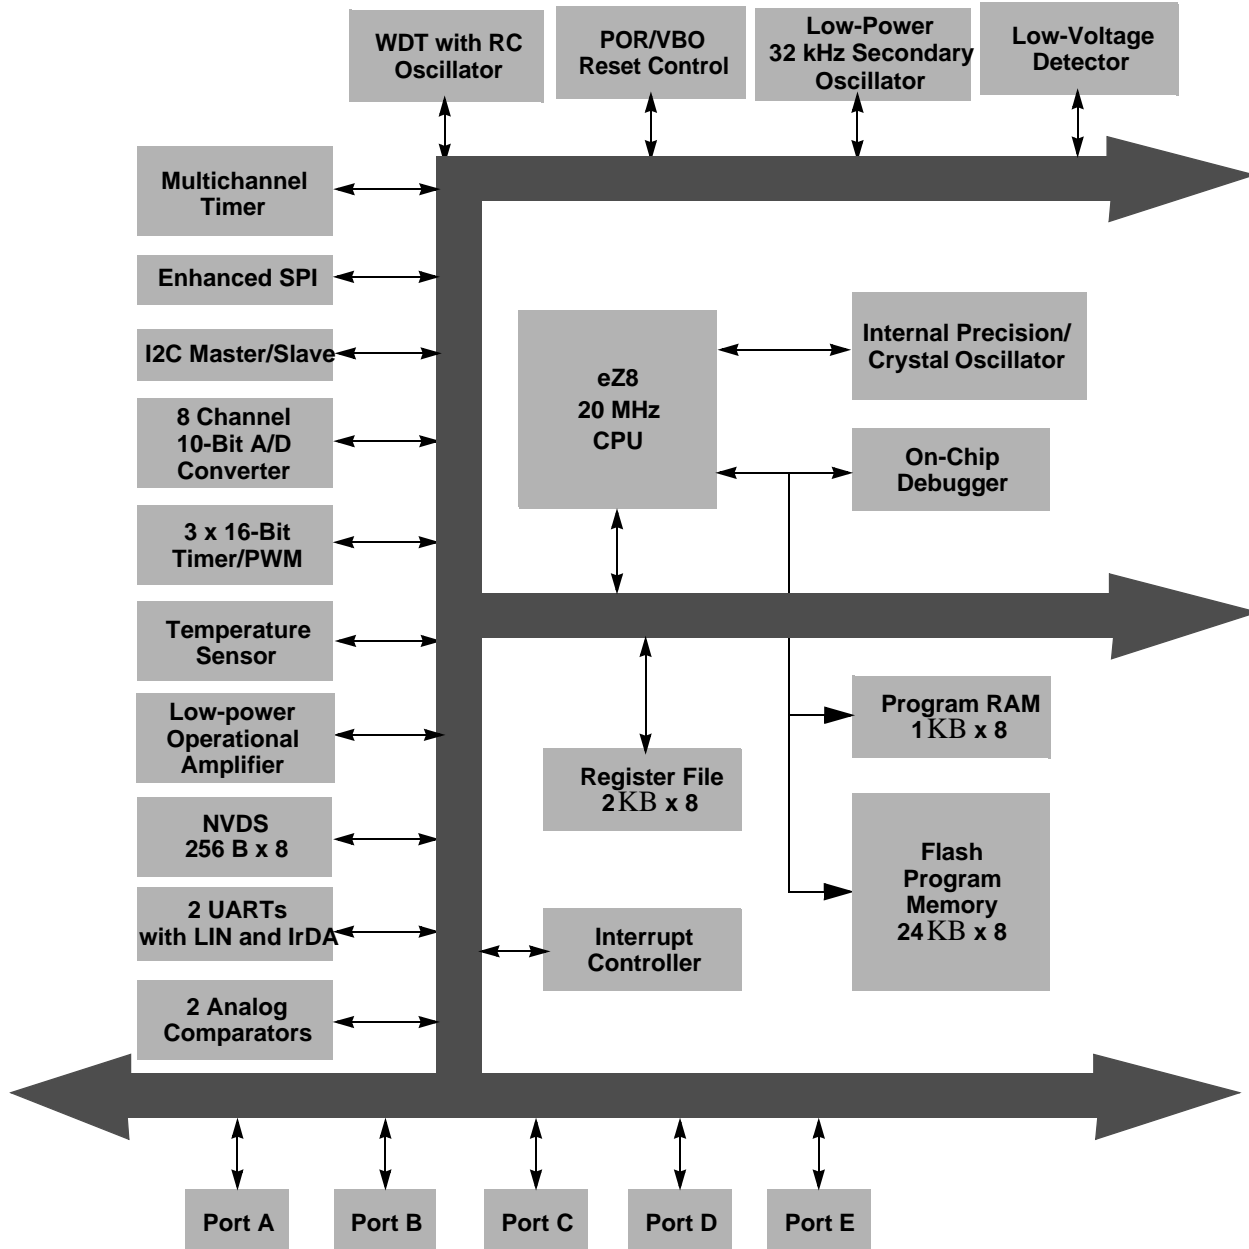 WDT with RC
Oscillator
POR/VBO
Reset Control
Low-Power
32 kHz Secondary
Oscillator
Low-Voltage
Detector
Multichannel
Timer
Enhanced SPI
I2C Master/Slave
8 Channel
10-Bit A/D
Converter
3 x 16-Bit
Timer/PWM
Temperature
Sensor
Low-power
Operational
Amplifier
NVDS
256 B x 8
2 UARTs
with LIN and IrDA
2 Analog
Comparators
eZ8
20 MHz
CPU
Internal Precision/
Crystal Oscillator
On-Chip
Debugger
Program RAM
1KB x 8
Register File
2KB x 8
Flash
Program
Memory
24KB x 8
Interrupt
Controller
Port A
Port B
Port C
Port D
Port E